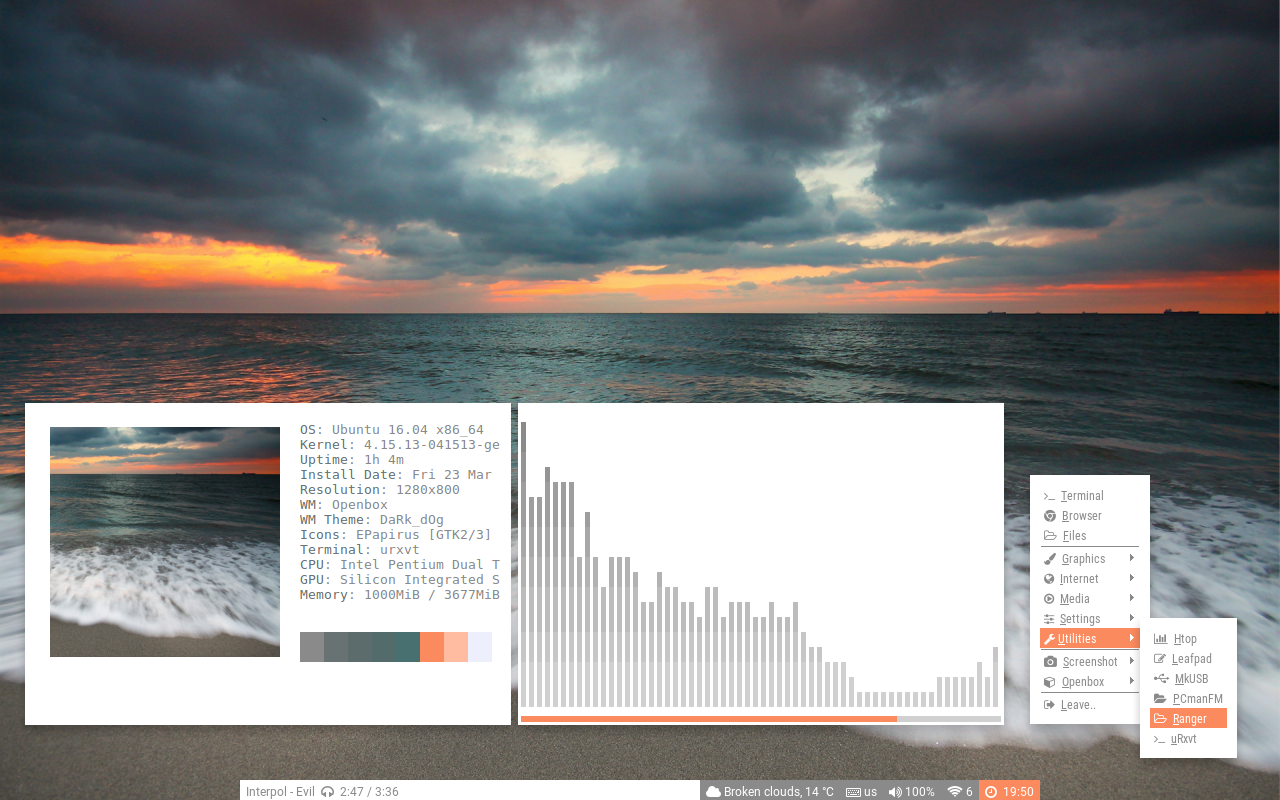 OS: Ubuntu 16.04 x86_64
Kernel: 4.15.13-041513-ge
Uptime: 1h 4m
Install Date: Fri 23 Mar
Resolution: 1280x800
WM: Openbox
WM Theme: DaRk_dOg
Icons: EPapirus [GTK2/3]
Terminal: urxvt
CPU: Intel Pentium Dual T
GPU: Silicon Integrated S
Memory: 1000MiB / 3677MiB
Terminal
Browser
Files
Graphics
Internet
Media
Settings
Utilities
Screenshot
Openbox
Leave..
Htop
Leafpad
MkUSB
PCmanFM
Ranger
uRxvt
Interpol - Evil 2:47 / 3:36
Broken clouds, 14 °C us 100% 6 19:50